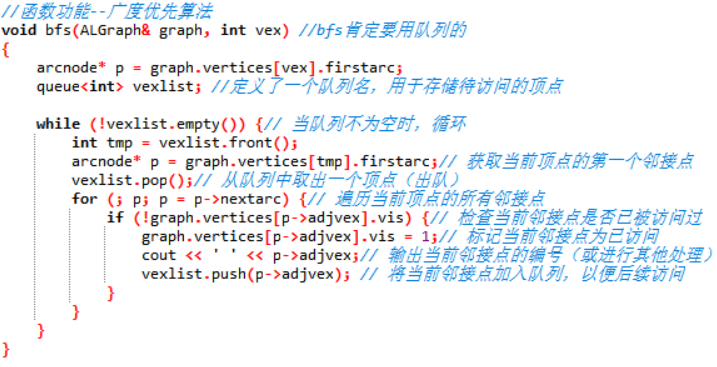 //函数功能--广度优先算法
void bfs(ALGraph& graph, int vex) //bfs肯定要用队列的
{
    arcnode* p = graph.vertices[vex].firstarc;
    queue<int> vexlist; //定义了一个队列名，用于存储待访问的顶点

    while (!vexlist.empty()) {// 当队列不为空时，循环
        int tmp = vexlist.front();
        arcnode* p = graph.vertices[tmp].firstarc;// 获取当前顶点的第一个邻接点
        vexlist.pop();// 从队列中取出一个顶点（出队）
        for (; p; p = p->nextarc) {// 遍历当前顶点的所有邻接点
            if (!graph.vertices[p->adjvex].vis) {// 检查当前邻接点是否已被访问过
                graph.vertices[p->adjvex].vis = 1;// 标记当前邻接点为已访问
                cout << ' ' << p->adjvex;// 输出当前邻接点的编号（或进行其他处理）
                vexlist.push(p->adjvex); // 将当前邻接点加入队列，以便后续访问
            }
        }
    }
}